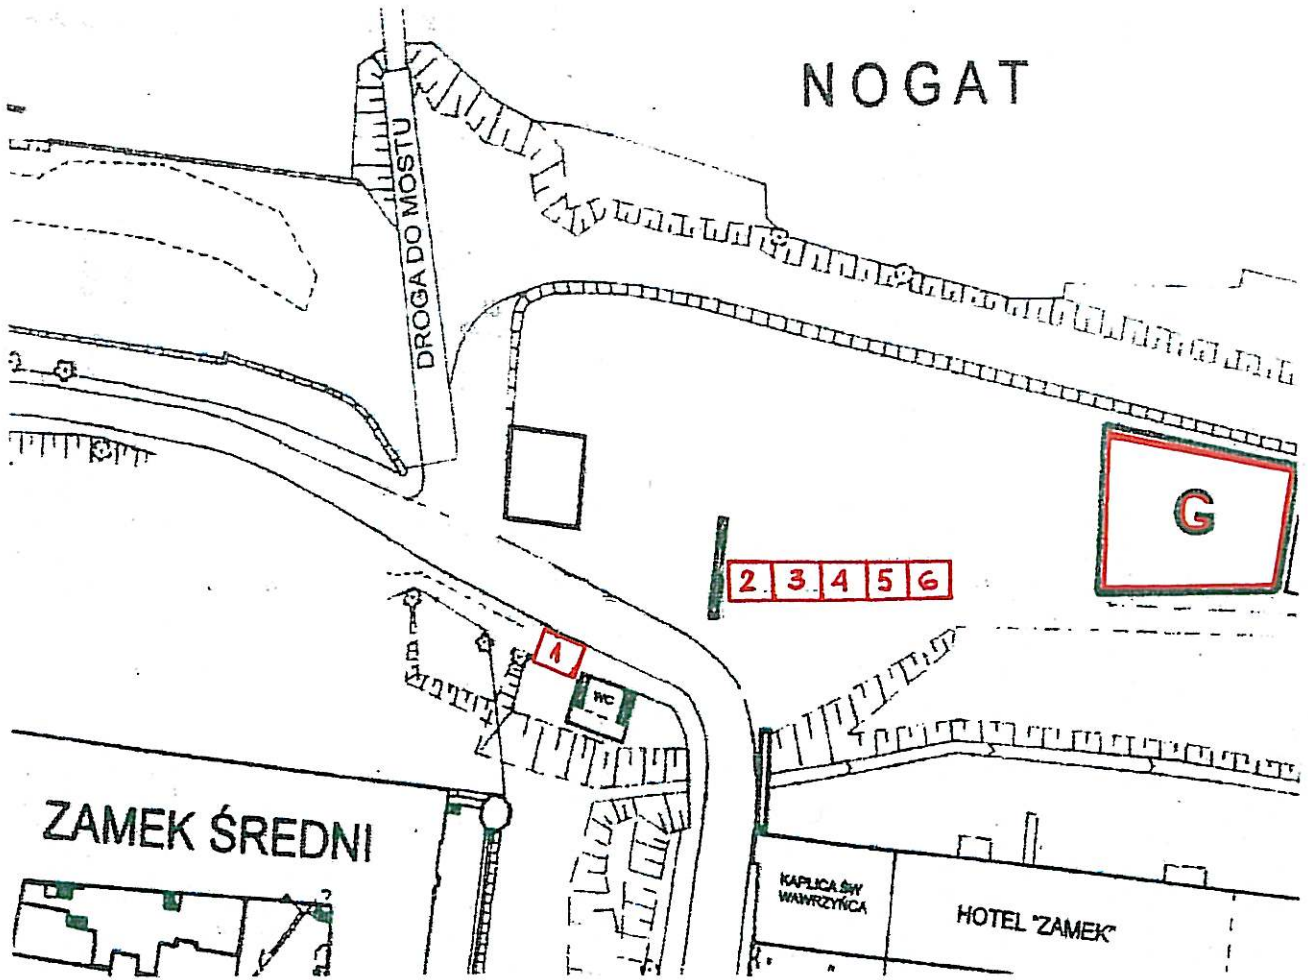 NOGAT
DROGA DO MOSTU
G
2 3 4 5 6
1
WC
ZAMEK ŚREDNI
KAPLICA ŚW
WAWRZYŃCA
HOTEL "ZAMEK"